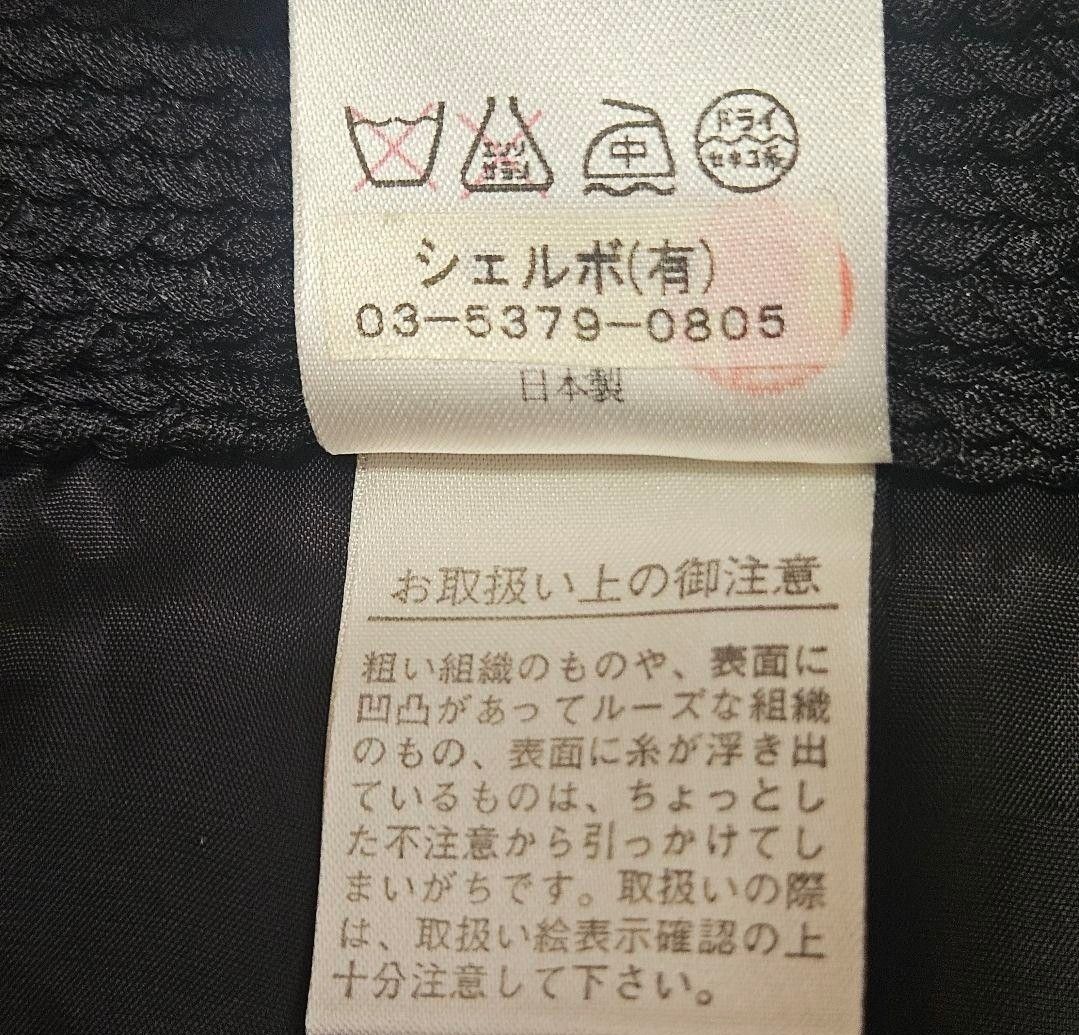 中
ドライ
セキユ系
シェルボ(有)
03-5379-0805
日本製
お取扱い上の御注意
粗い組織のものや、表面に
凹凸があってルーズな組織
のもの、表面に糸が浮き出
ているものは、ちょっとし
た不注意から引っかけてし
まいがちです。取扱いの際
は、取扱い絵表示確認の上
十分注意して下さい。